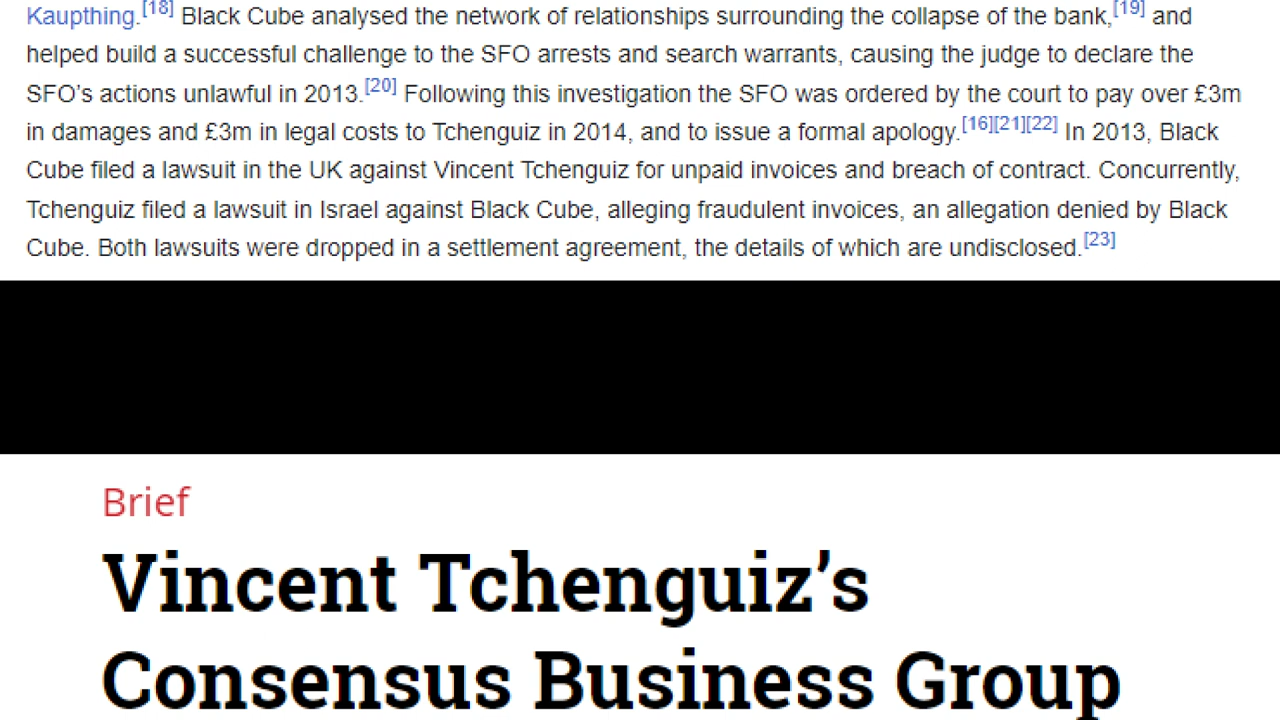 Kaupthing.[18] Black Cube analysed the network of relationships surrounding the collapse of the bank,[19] and
helped build a successful challenge to the SFO arrests and search warrants, causing the judge to declare the
SFO's actions unlawful in 2013.[20] Following this investigation the SFO was ordered by the court to pay over £3m
in damages and £3m in legal costs to Tchenguiz in 2014, and to issue a formal apology.[16][21][22] In 2013, Black
Cube filed a lawsuit in the UK against Vincent Tchenguiz for unpaid invoices and breach of contract. Concurrently,
Tchenguiz filed a lawsuit in Israel against Black Cube, alleging fraudulent invoices, an allegation denied by Black
Cube. Both lawsuits were dropped in a settlement agreement, the details of which are undisclosed.[23]
Brief
Vincent Tchenguiz’s
Consensus Business Group